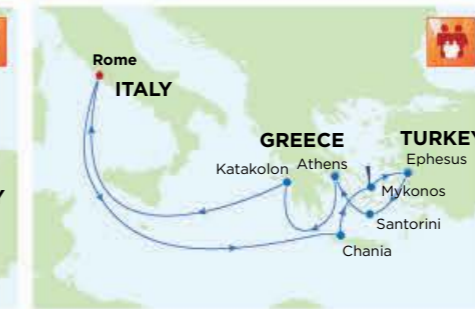 Rome
ITALY
GREECE
TURKEY
Katakolon
Athens
Ephesus
Mykonos
Santorini
Chania
Y